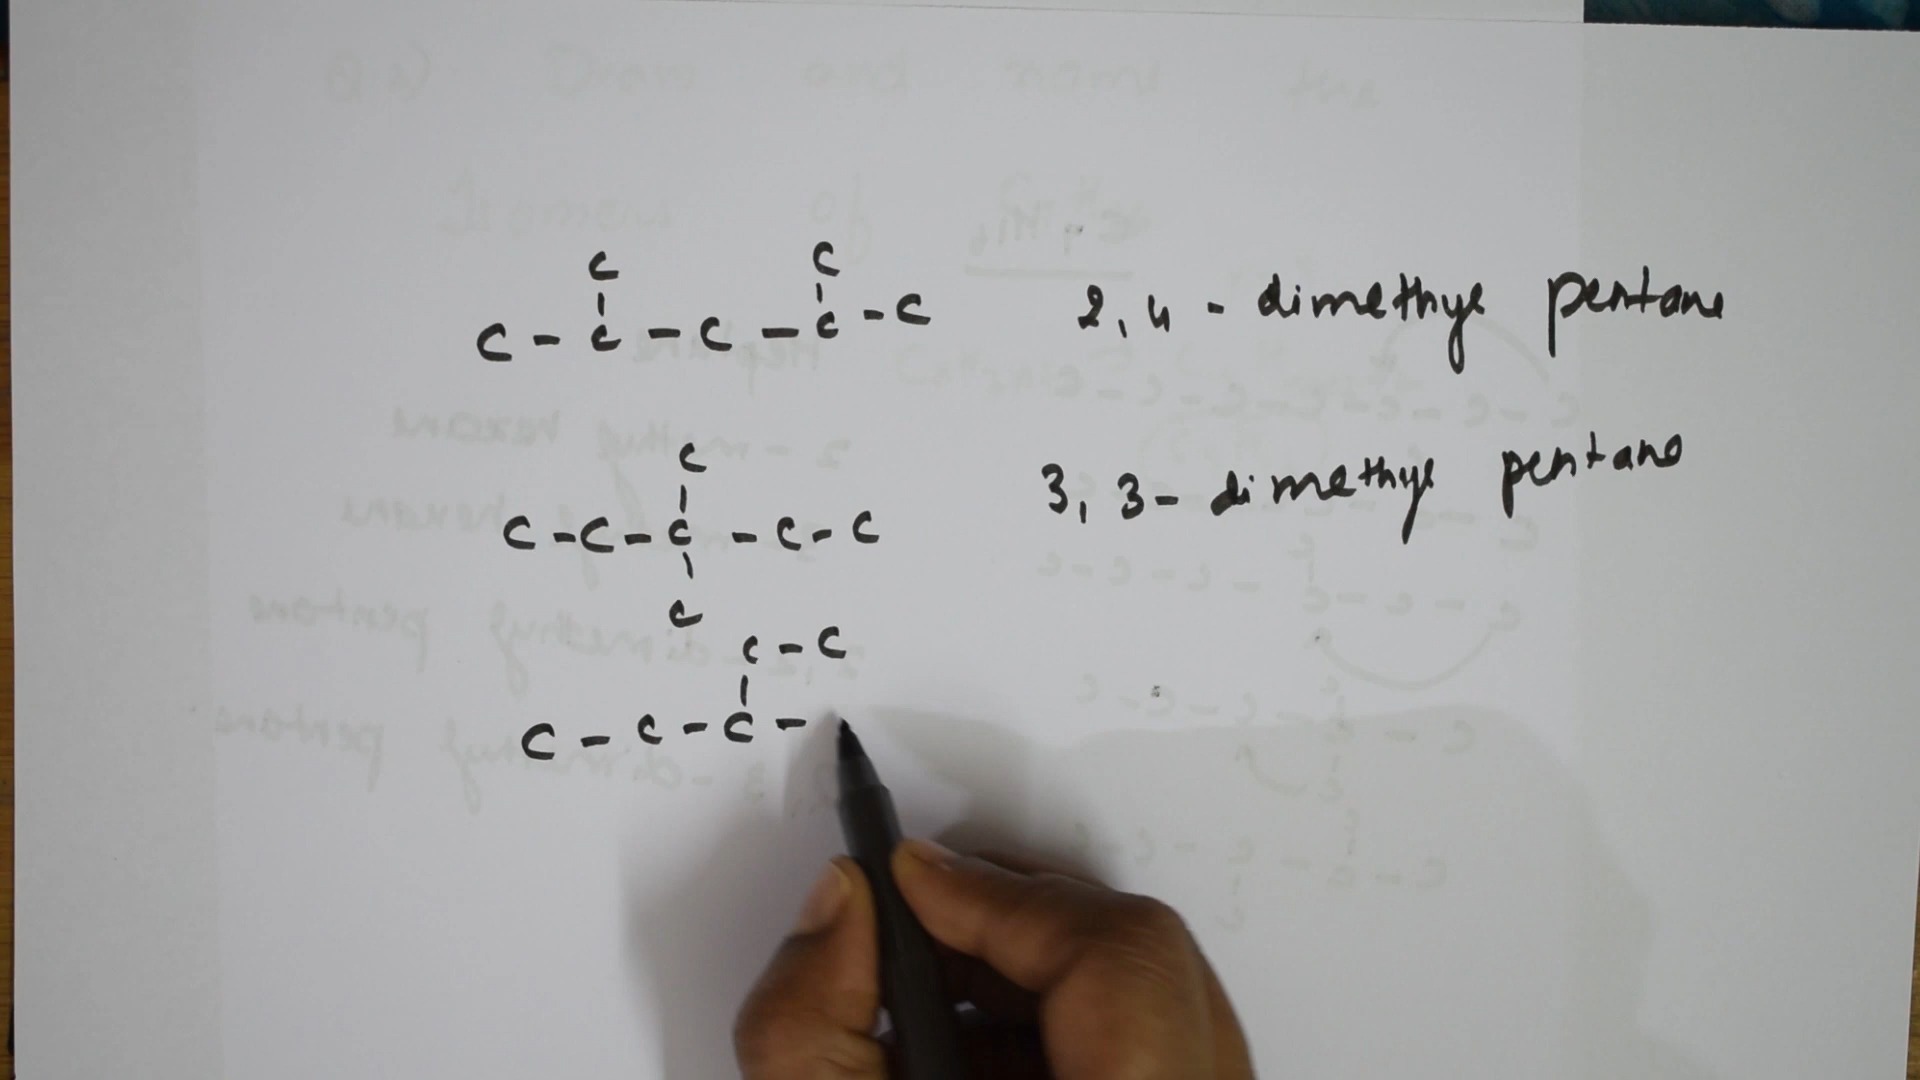 C C
C - C - C - C - C 2,4 - dimethyl pentane
C
C - C - C - C - C 3,3 - dimethyl pentane
C
C - C
C - C - C -